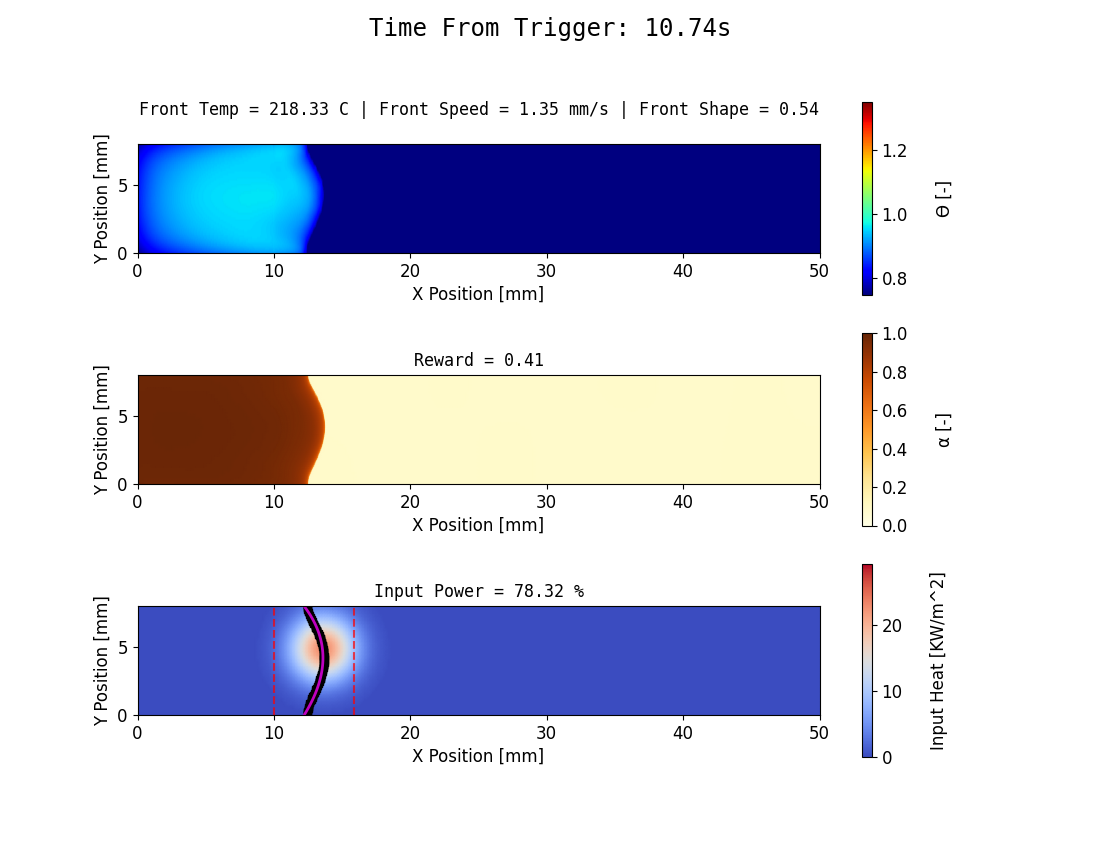 Time From Trigger: 10.74s
Front Temp = 218.33 C | Front Speed = 1.35 mm/s | Front Shape = 0.54
Y Position [mm]
5
0
0 10 20 30 40 50
X Position [mm]
1.2
1.0
0.8
Θ [-]
Reward = 0.41
Y Position [mm]
5
0
0 10 20 30 40 50
X Position [mm]
1.0
0.8
0.6
0.4
0.2
0.0
α [-]
Input Power = 78.32 %
Y Position [mm]
5
0
0 10 20 30 40 50
X Position [mm]
20
10
0
Input Heat [KW/m^2]